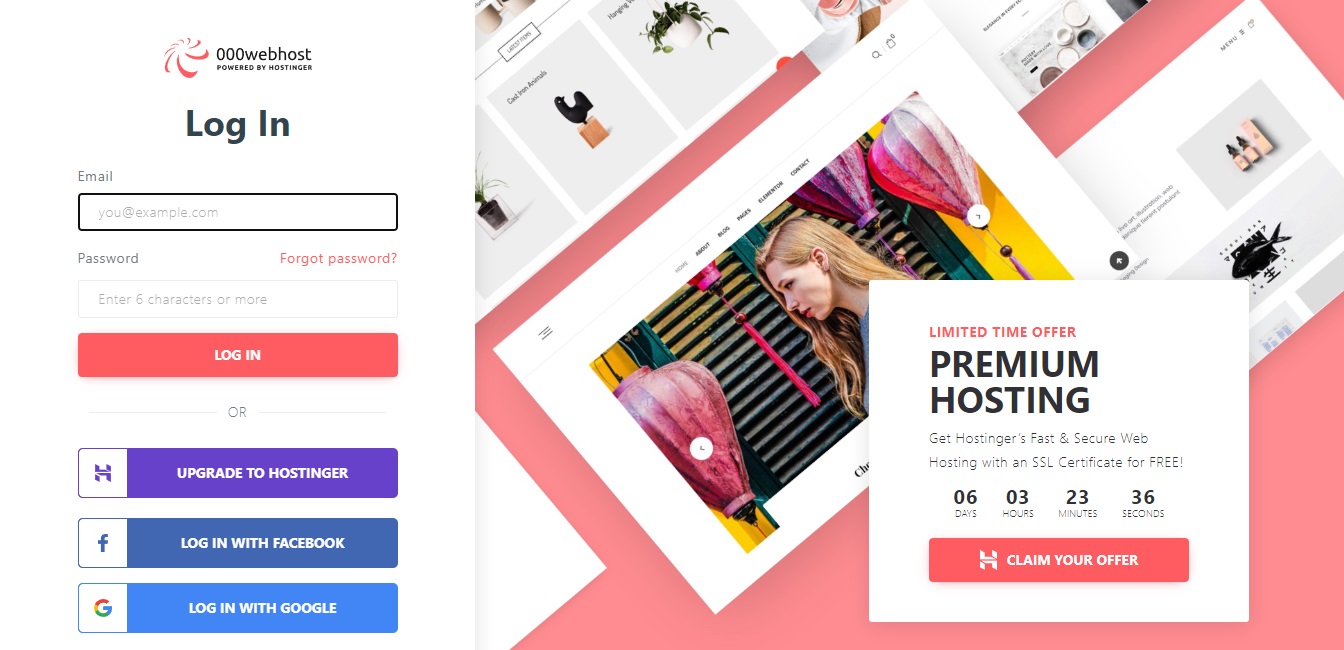 000webhost
POWERED BY HOSTINGER
Log In
Email
you@example.com
Password
Forgot password?
Enter 6 characters or more
LOG IN
OR
UPGRADE TO HOSTINGER
LOG IN WITH FACEBOOK
LOG IN WITH GOOGLE
LATEST ITEMS
Cast Iron Animals
HOME ABOUT BLOG PAGES ELEMENTOR CONTACT
MENU
LIMITED TIME OFFER
PREMIUM
HOSTING
Get Hostinger's Fast & Secure Web
Hosting with an SSL Certificate for FREE!
06 03 23 36
DAYS HOURS MINUTES SECONDS
CLAIM YOUR OFFER